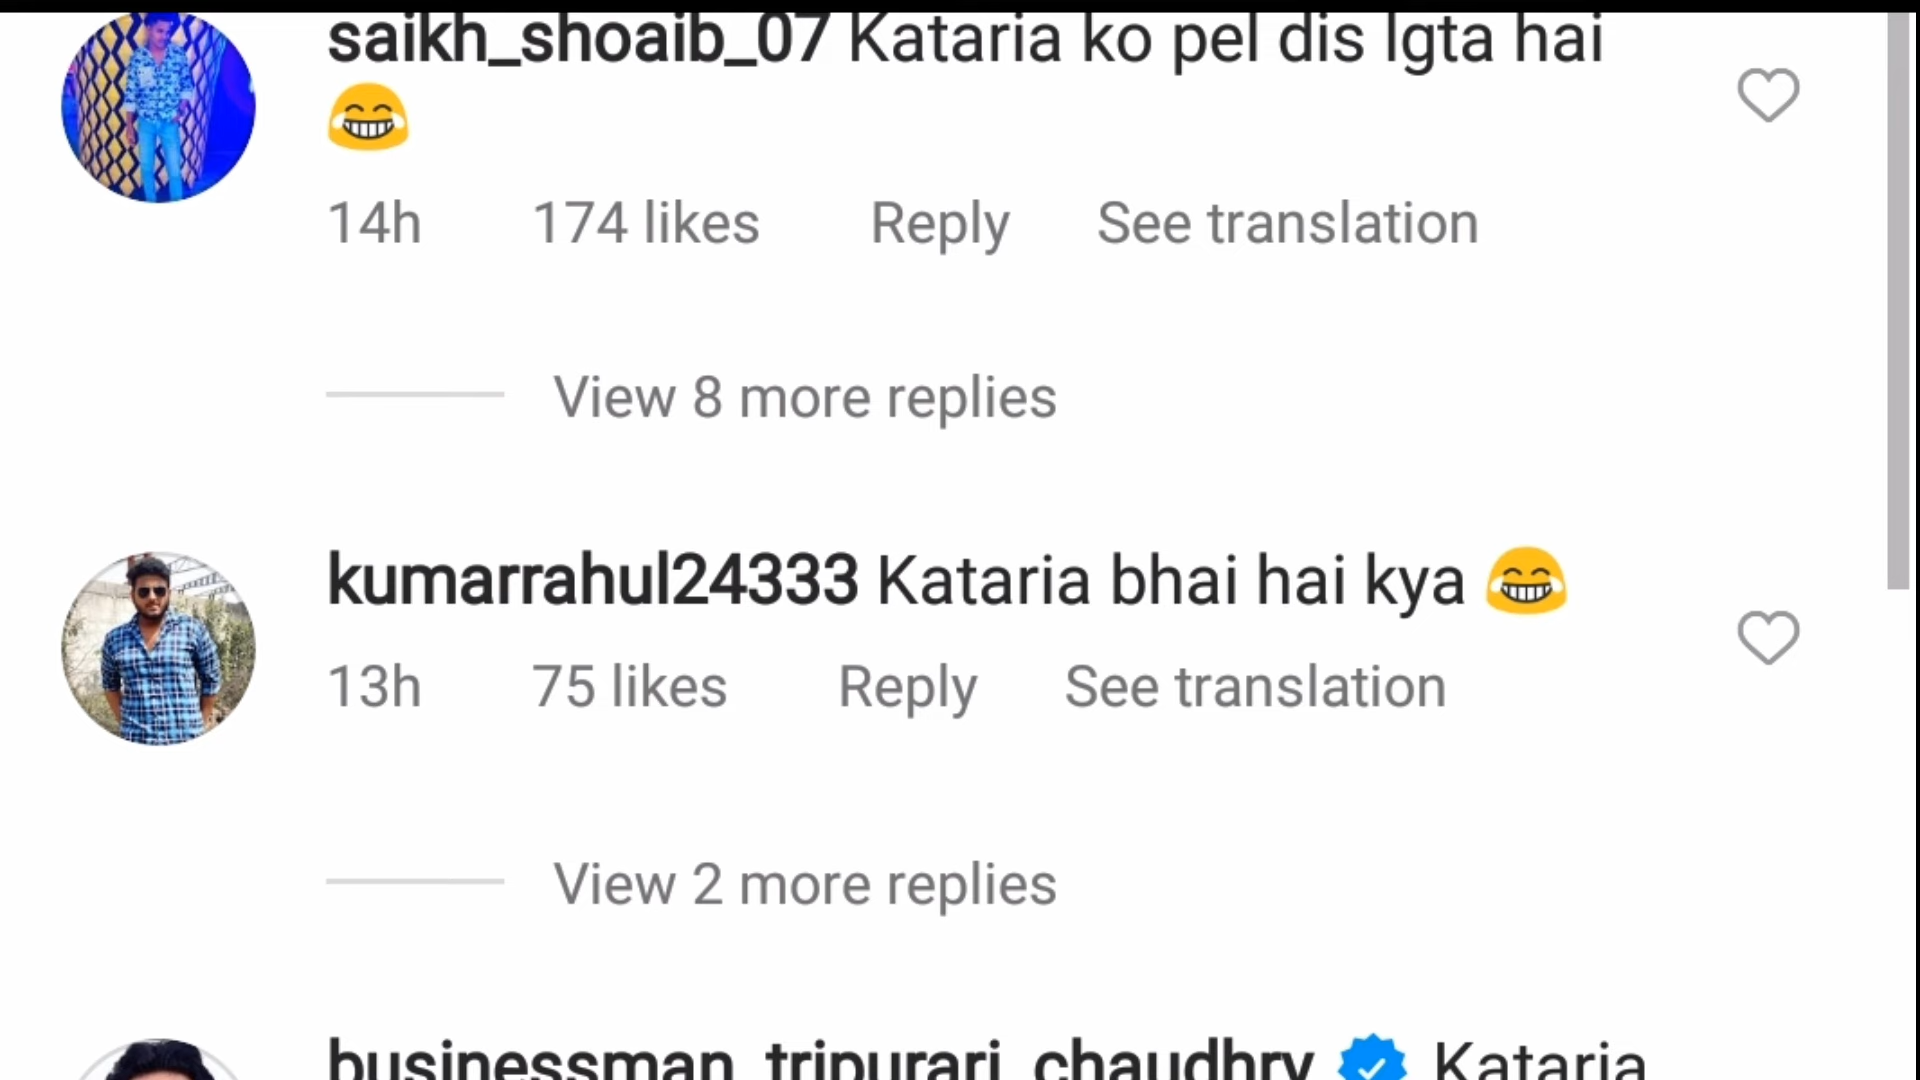 saikh_shoaib_07 Kataria ko pel dis lgta hai
😂
14h 174 likes Reply See translation
View 8 more replies
kumarrahul24333 Kataria bhai hai kya 😂
13h 75 likes Reply See translation
View 2 more replies
businessman_tripurari_chaudhry Kataria